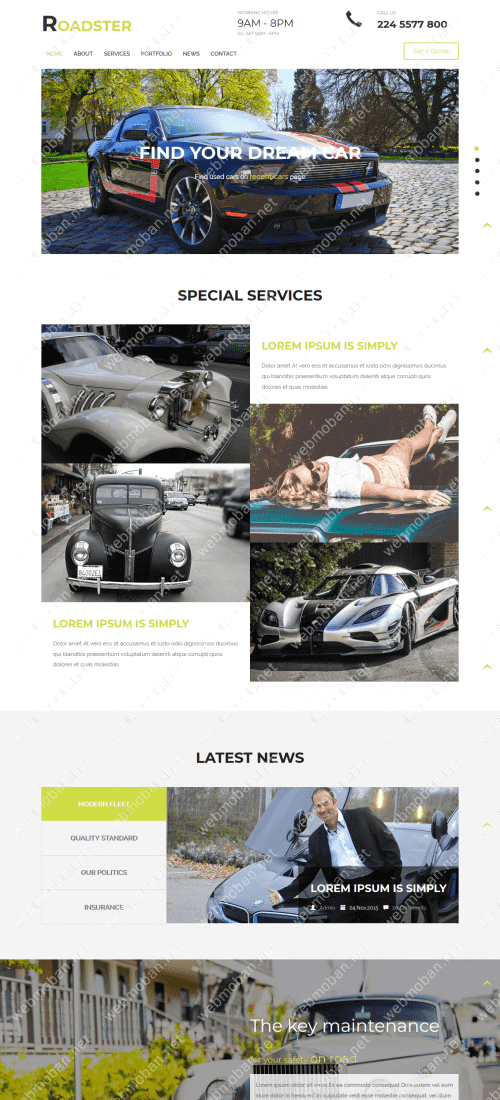 ROADSTER
WORKING HOURS
9AM - 8PM
SU, SAT 9AM - 6PM
CALL US
224 5577 800
HOME ABOUT SERVICES PORTFOLIO NEWS CONTACT
Get A Quote
FIND YOUR DREAM CAR
Find used cars on recent cars page
SPECIAL SERVICES
LOREM IPSUM IS SIMPLY
Dolor amet At vero eos et accusamus et iusto odio dignissimos ducimus
qui blanditiis praesentium voluptatum deleniti atque corrupti quos
dolores et quas molestias
LOREM IPSUM IS SIMPLY
Dolor amet At vero eos et accusamus et iusto odio dignissimos ducimus
qui blanditiis praesentium voluptatum deleniti atque corrupti quos
dolores et quas molestias
LATEST NEWS
MODERN FLEET
QUALITY STANDARD
OUR POLITICS
INSURANCE
LOREM IPSUM IS SIMPLY
Admin 04.Nov.2015 Comments
The key maintenance
for your safety on road
Lorem ipsum dolor sit amet, Ex ea commodo consequat Duis autem vel eum
iriure dolor in hendrerit in vulputate velit esse molestie consequat, vel illum
webmoban.net